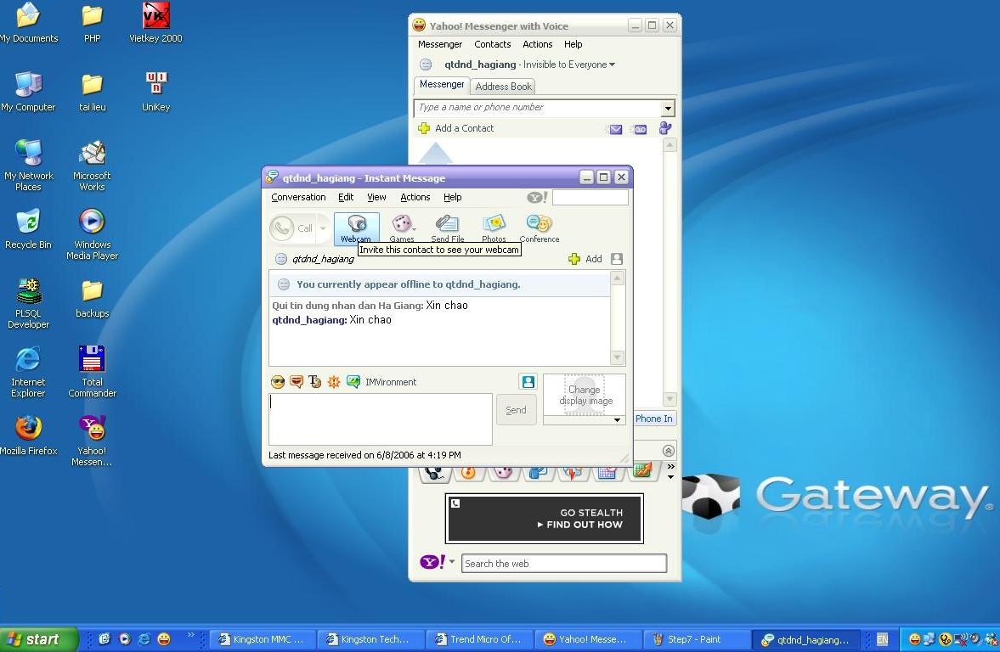 My Documents
PHP
Vietkey 2000
My Computer
tai lieu
UniKey
My Network
Places
Microsoft
Works
Recycle Bin
Windows
Media Player
PLSQL
Developer
backups
Internet
Explorer
Total
Commander
Mozilla Firefox
Yahoo!
Messen...
Yahoo! Messenger with Voice
Messenger Contacts Actions Help
qtdnd_hagiang - Invisible to Everyone
Messenger Address Book
Type a name or phone number
Add a Contact
qtdnd_hagiang - Instant Message
Conversation Edit View Actions Help
Y!
Call Webcam Games Send File Photos Conference
Invite this contact to see your webcam
qtdnd_hagiang Add
You currently appear offline to qtdnd_hagiang.
Qui tin dung nhan dan Ha Giang: Xin chao
qtdnd_hagiang: Xin chao
IMVironment
Send
Change
display image
Last message received on 6/8/2006 at 4:19 PM
Phone In
GO STEALTH
FIND OUT HOW
Y! Search the web
Gateway
start
Kingston MMC ...
Kingston Tech...
Trend Micro Of...
Yahoo! Messe...
Step7 - Paint
qtdnd_hagiang...
EN